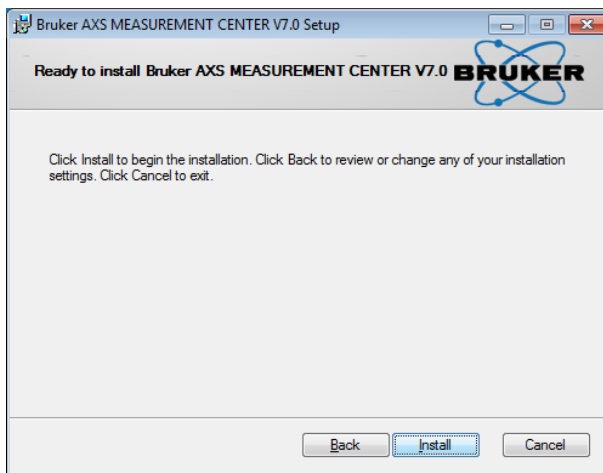 Bruker AXS MEASUREMENT CENTER V7.0 Setup
Ready to install Bruker AXS MEASUREMENT CENTER V7.0
BRUKER
Click Install to begin the installation. Click Back to review or change any of your installation
settings. Click Cancel to exit.
Back Install Cancel